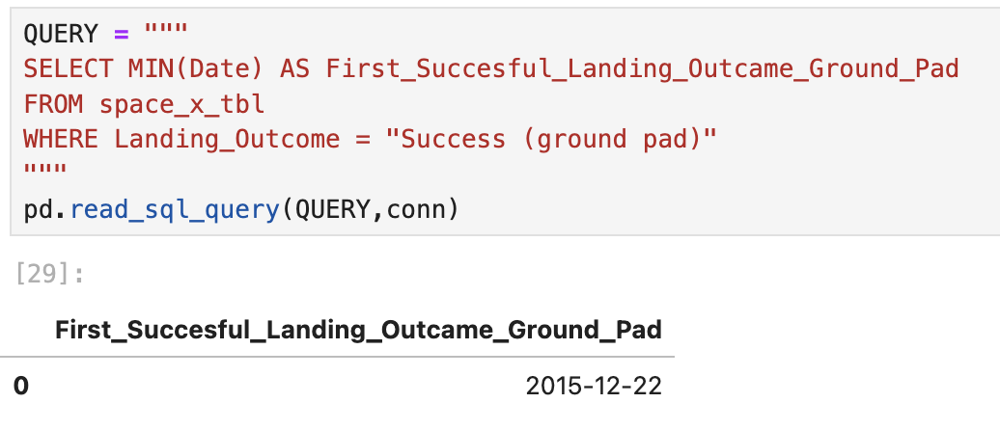 QUERY = """
SELECT MIN(Date) AS First_Succesful_Landing_Outcame_Ground_Pad
FROM space_x_tbl
WHERE Landing_Outcome = "Success (ground pad)"
"""
pd.read_sql_query(QUERY,conn)
[29]:
First_Succesful_Landing_Outcame_Ground_Pad
0 2015-12-22